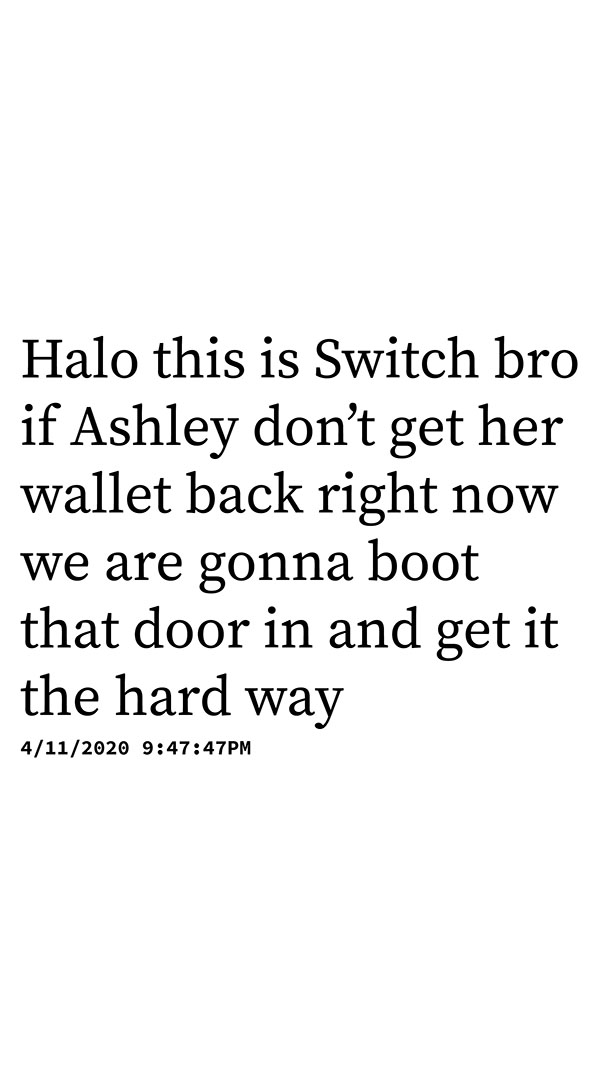 Halo this is Switch bro
if Ashley don’t get her
wallet back right now
we are gonna boot
that door in and get it
the hard way
4/11/2020 9:47:47PM